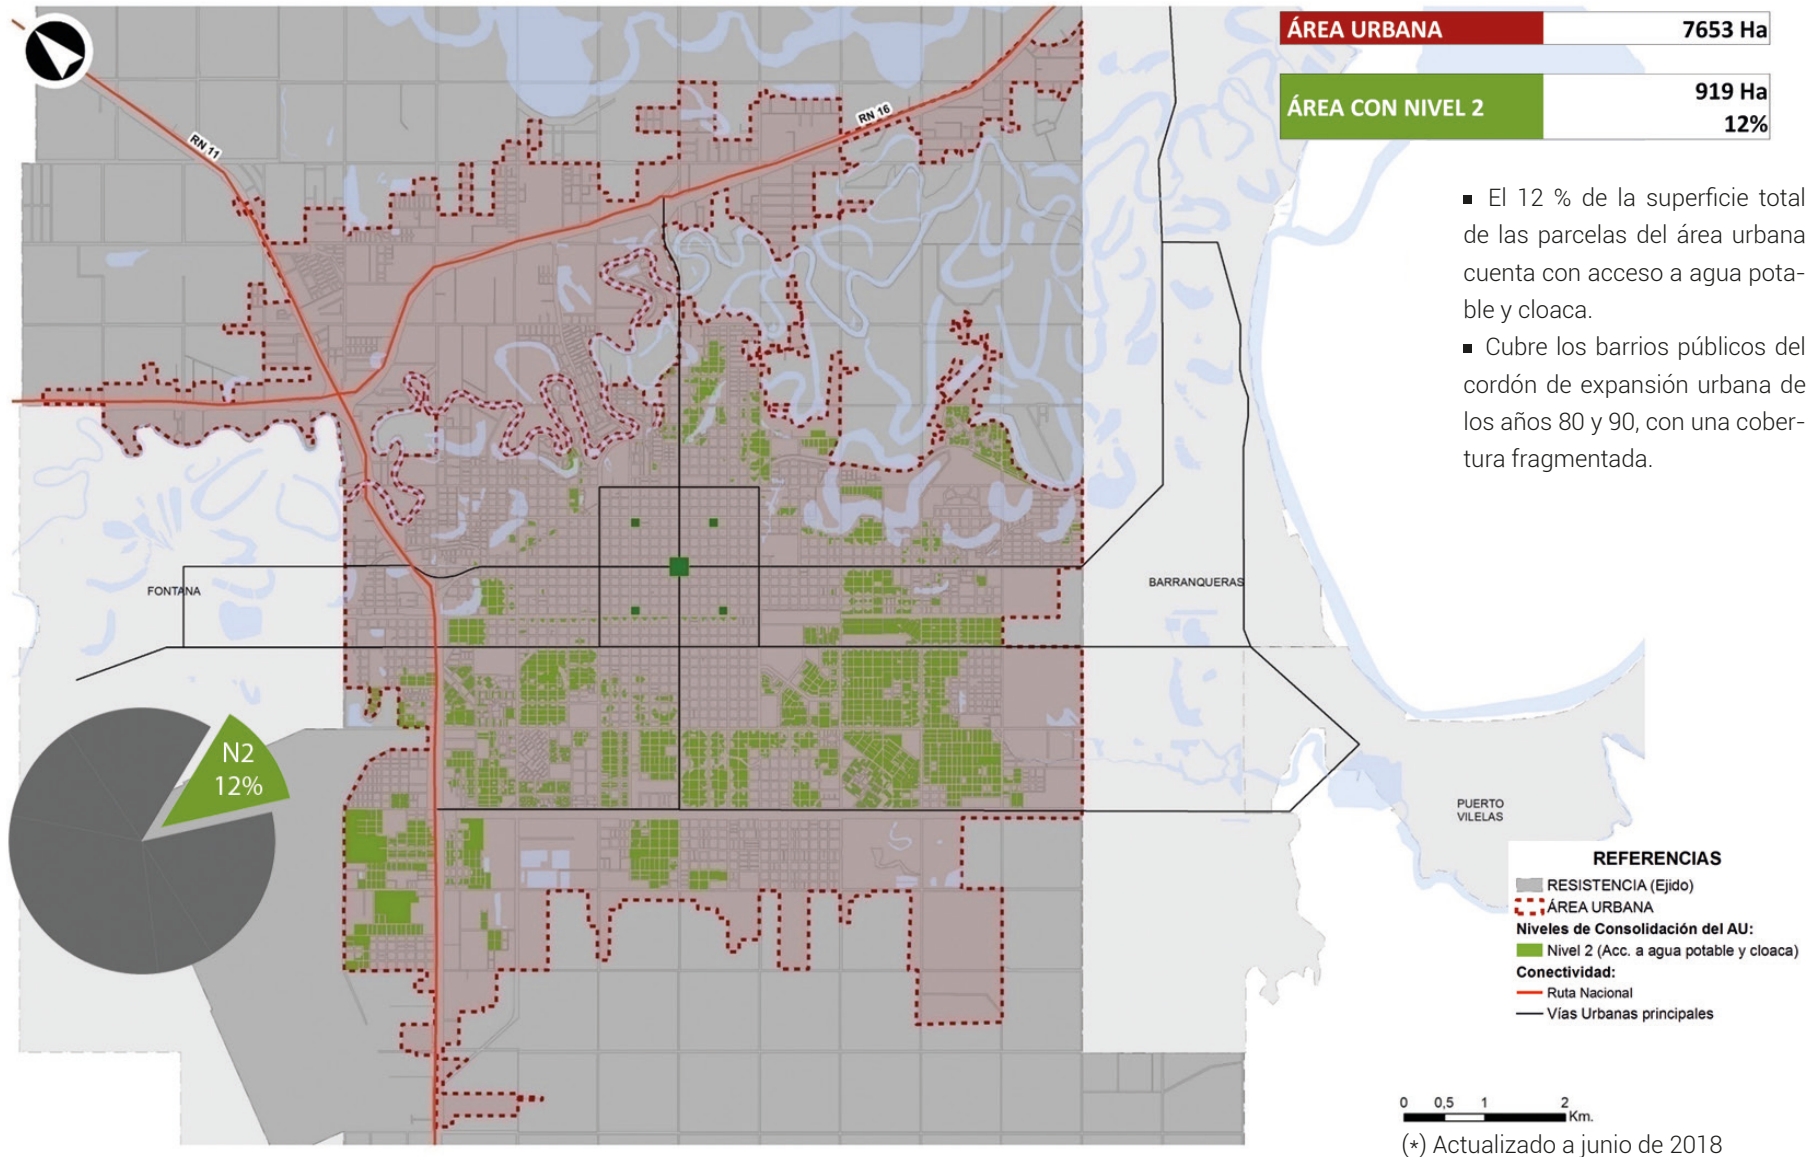 ÁREA URBANA 7653 Ha
ÁREA CON NIVEL 2 919 Ha
12%
■ El 12 % de la superficie total
de las parcelas del área urbana
cuenta con acceso a agua pota-
ble y cloaca.
■ Cubre los barrios públicos del
cordón de expansión urbana de
los años 80 y 90, con una cober-
tura fragmentada.
RN 11
RN 16
FONTANA
BARRANQUERAS
N2
12%
PUERTO
VILELAS
REFERENCIAS
RESISTENCIA (Ejido)
ÁREA URBANA
Niveles de Consolidación del AU:
Nivel 2 (Acc. a agua potable y cloaca)
Conectividad:
Ruta Nacional
Vías Urbanas principales
0 0,5 1 2
Km.
(*) Actualizado a junio de 2018